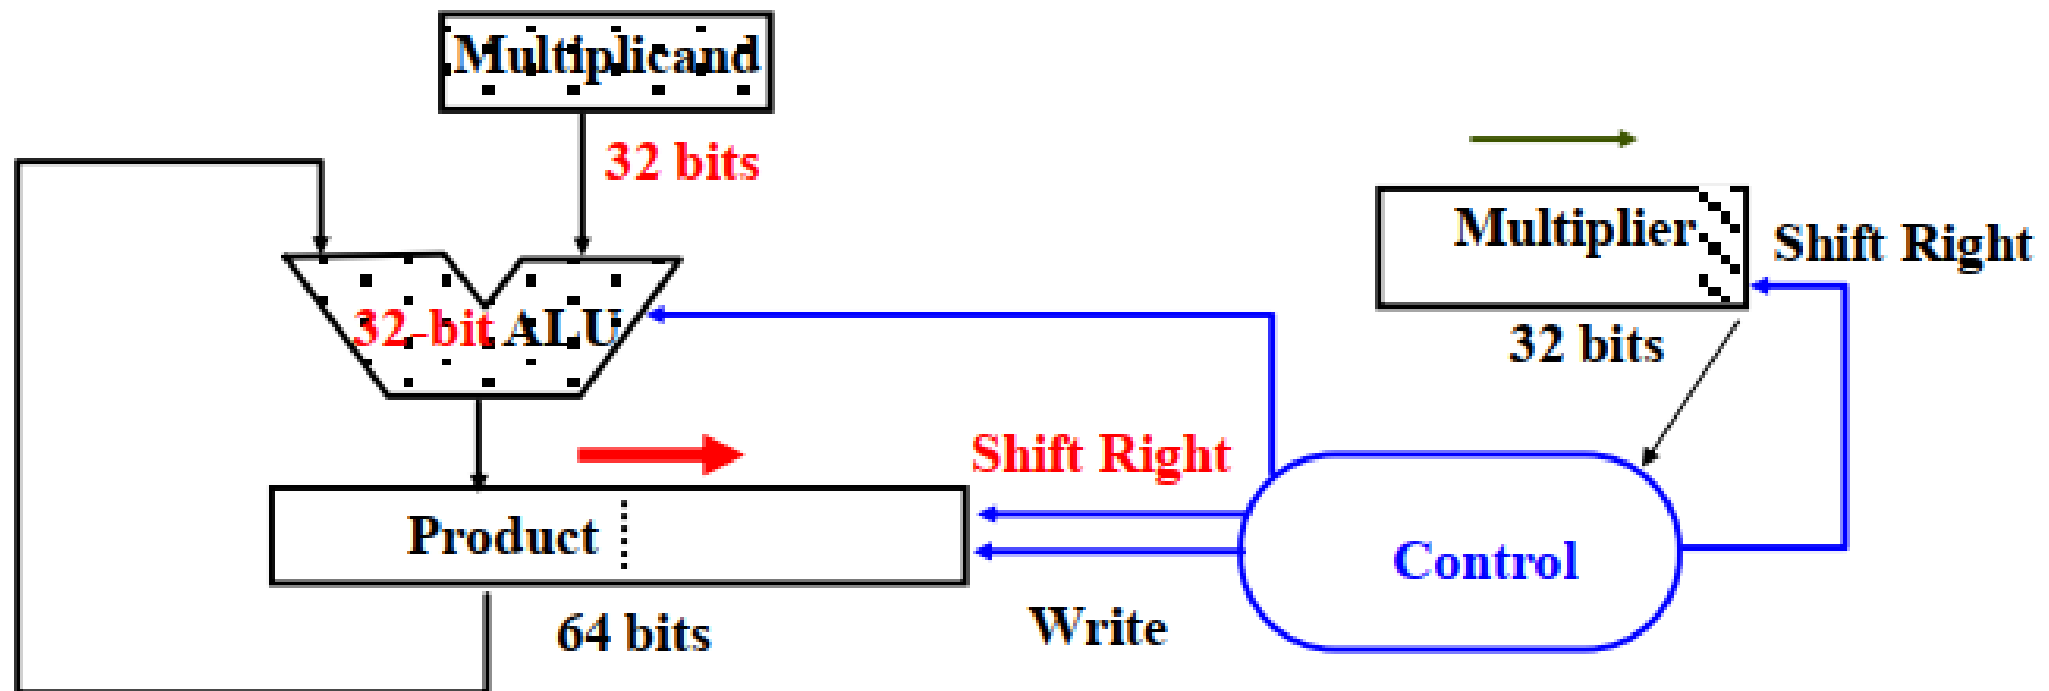 Multiplicand
32 bits
Multiplier
Shift Right
32-bit ALU
32 bits
Shift Right
Product
Control
64 bits
Write